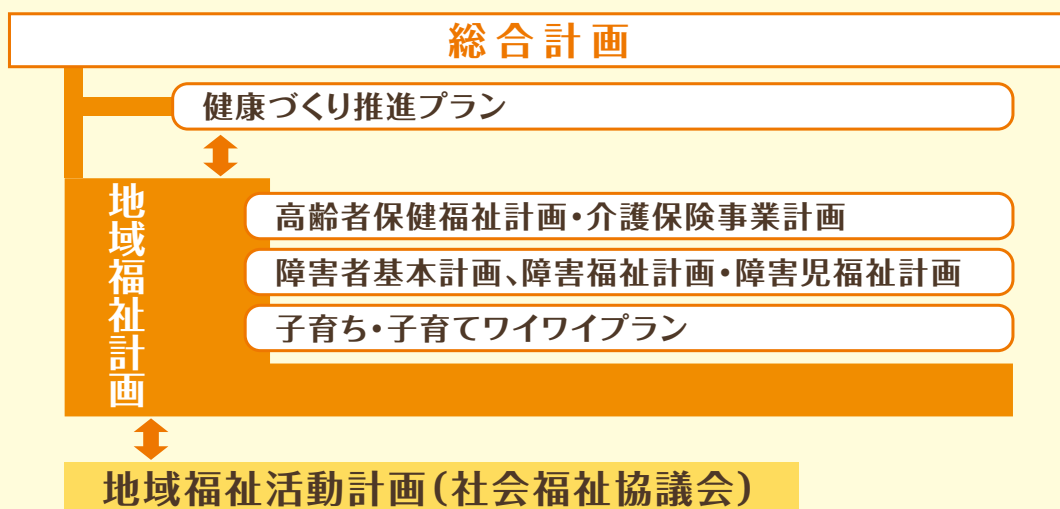 総合計画
健康づくり推進プラン
地域福祉計画
高齢者保健福祉計画・介護保険事業計画
障害者基本計画、障害福祉計画・障害児福祉計画
子育ち・子育てワイワイプラン
地域福祉活動計画(社会福祉協議会)